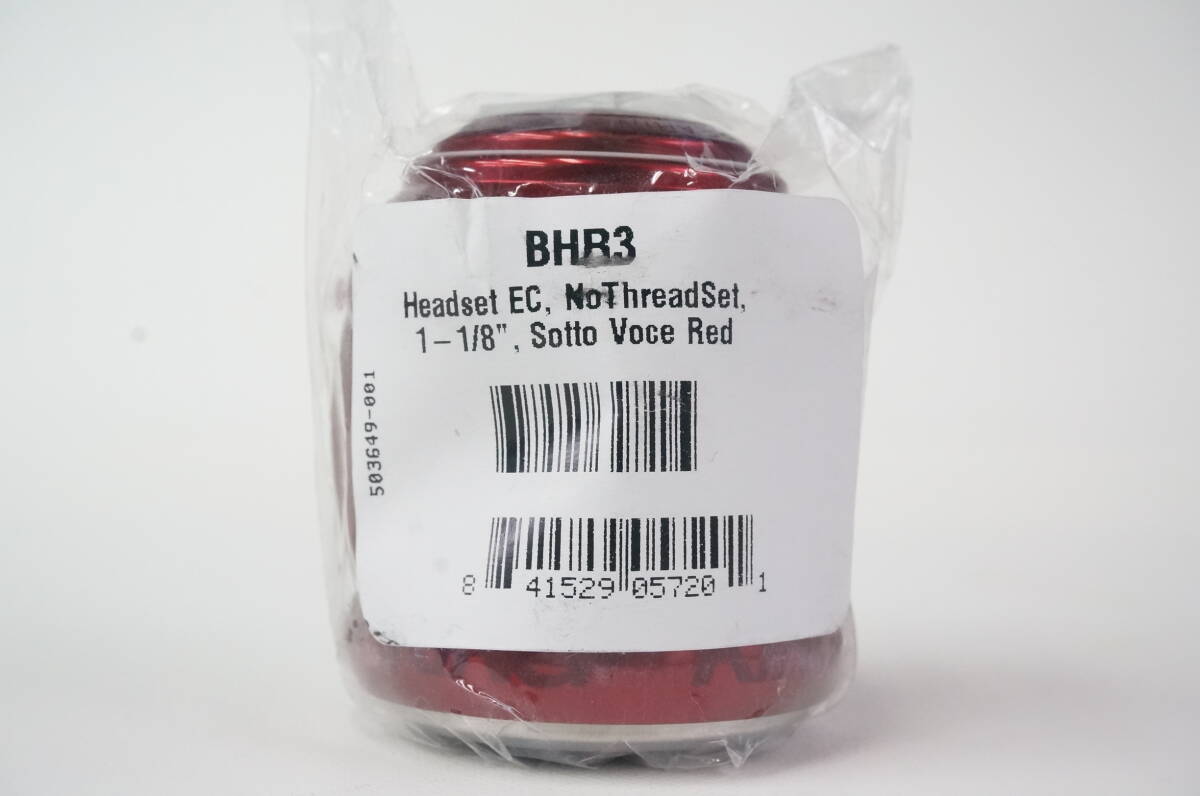 BHR3
Headset EC, NoThreadSet,
1-1/8", Sotto Voce Red
503649-001
8 41529 05720 1